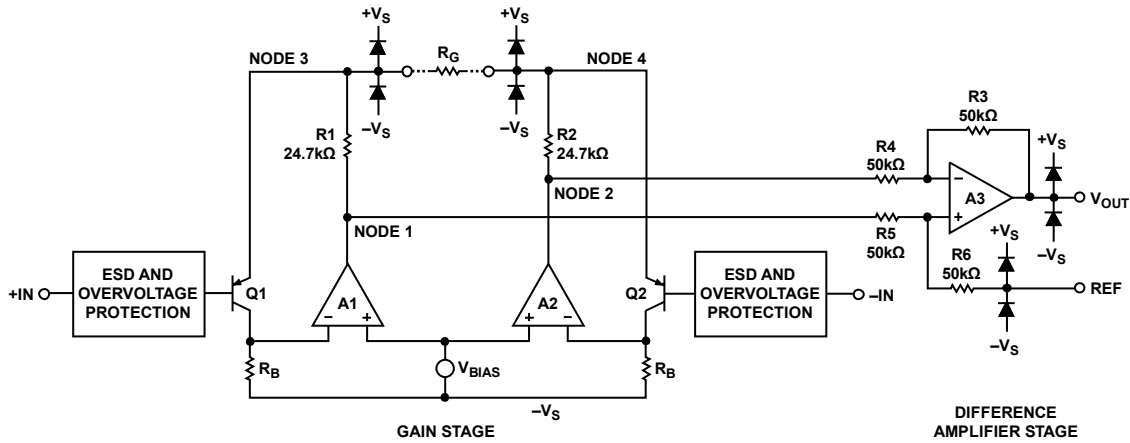 +VS
+VS
NODE 3
RG
NODE 4
–VS
–VS
R1
24.7kΩ
R2
24.7kΩ
R3
50kΩ
R4
50kΩ
+VS
NODE 2
–
A3
+
VOUT
NODE 1
R5
50kΩ
+VS
–VS
R6
50kΩ
+IN
ESD AND
OVERVOLTAGE
PROTECTION
Q1
A1
–
+
A2
+
–
Q2
ESD AND
OVERVOLTAGE
PROTECTION
–IN
REF
–VS
RB
VBIAS
RB
–VS
GAIN STAGE
DIFFERENCE
AMPLIFIER STAGE